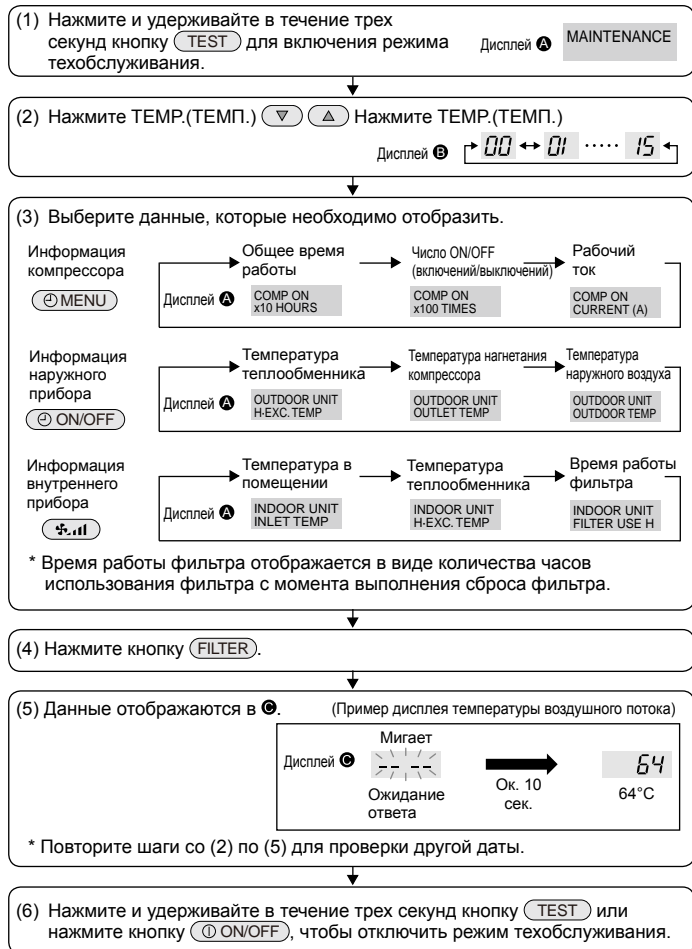 (1) Нажмите и удерживайте в течение трех
секунд кнопку TEST для включения режима
техобслуживания.
Дисплей A MAINTENANCE
(2) Нажмите TEMP.(ТЕМП.) ▽ △ Нажмите TEMP.(ТЕМП.)
Дисплей B 00 ↔ 01 ..... 15
(3) Выберите данные, которые необходимо отобразить.
Информация
компрессора
MENU
Общее время
работы
Число ON/OFF
(включений/выключений)
Рабочий
ток
Дисплей A
COMP ON
x10 HOURS
COMP ON
x100 TIMES
COMP ON
CURRENT (A)
Информация
наружного
прибора
ON/OFF
Температура
теплообменника
Температура нагнетания
компрессора
Температура
наружного воздуха
Дисплей A
OUTDOOR UNIT
H-EXC. TEMP
OUTDOOR UNIT
OUTLET TEMP
OUTDOOR UNIT
OUTDOOR TEMP
Информация
внутреннего
прибора
Температура в
помещении
Температура
теплообменника
Время работы
фильтра
Дисплей A
INDOOR UNIT
INLET TEMP
INDOOR UNIT
H-EXC. TEMP
INDOOR UNIT
FILTER USE H
* Время работы фильтра отображается в виде количества часов
использования фильтра с момента выполнения сброса фильтра.
(4) Нажмите кнопку FILTER.
(5) Данные отображаются в C. (Пример дисплея температуры воздушного потока)
Мигает
Дисплей C -- --
Ожидание
ответа
Ок. 10
сек.
64
64°C
* Повторите шаги со (2) по (5) для проверки другой даты.
(6) Нажмите и удерживайте в течение трех секунд кнопку TEST или
нажмите кнопку ON/OFF, чтобы отключить режим техобслуживания.